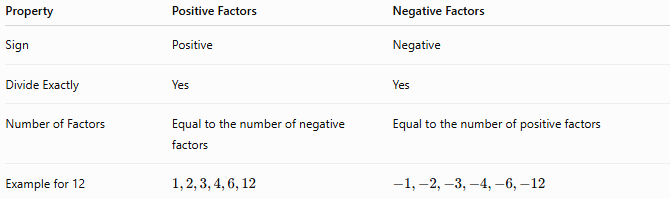 Property Positive Factors Negative Factors
Sign Positive Negative
Divide Exactly Yes Yes
Number of Factors Equal to the number of negative factors Equal to the number of positive factors
Example for 12 1, 2, 3, 4, 6, 12 −1, −2, −3, −4, −6, −12